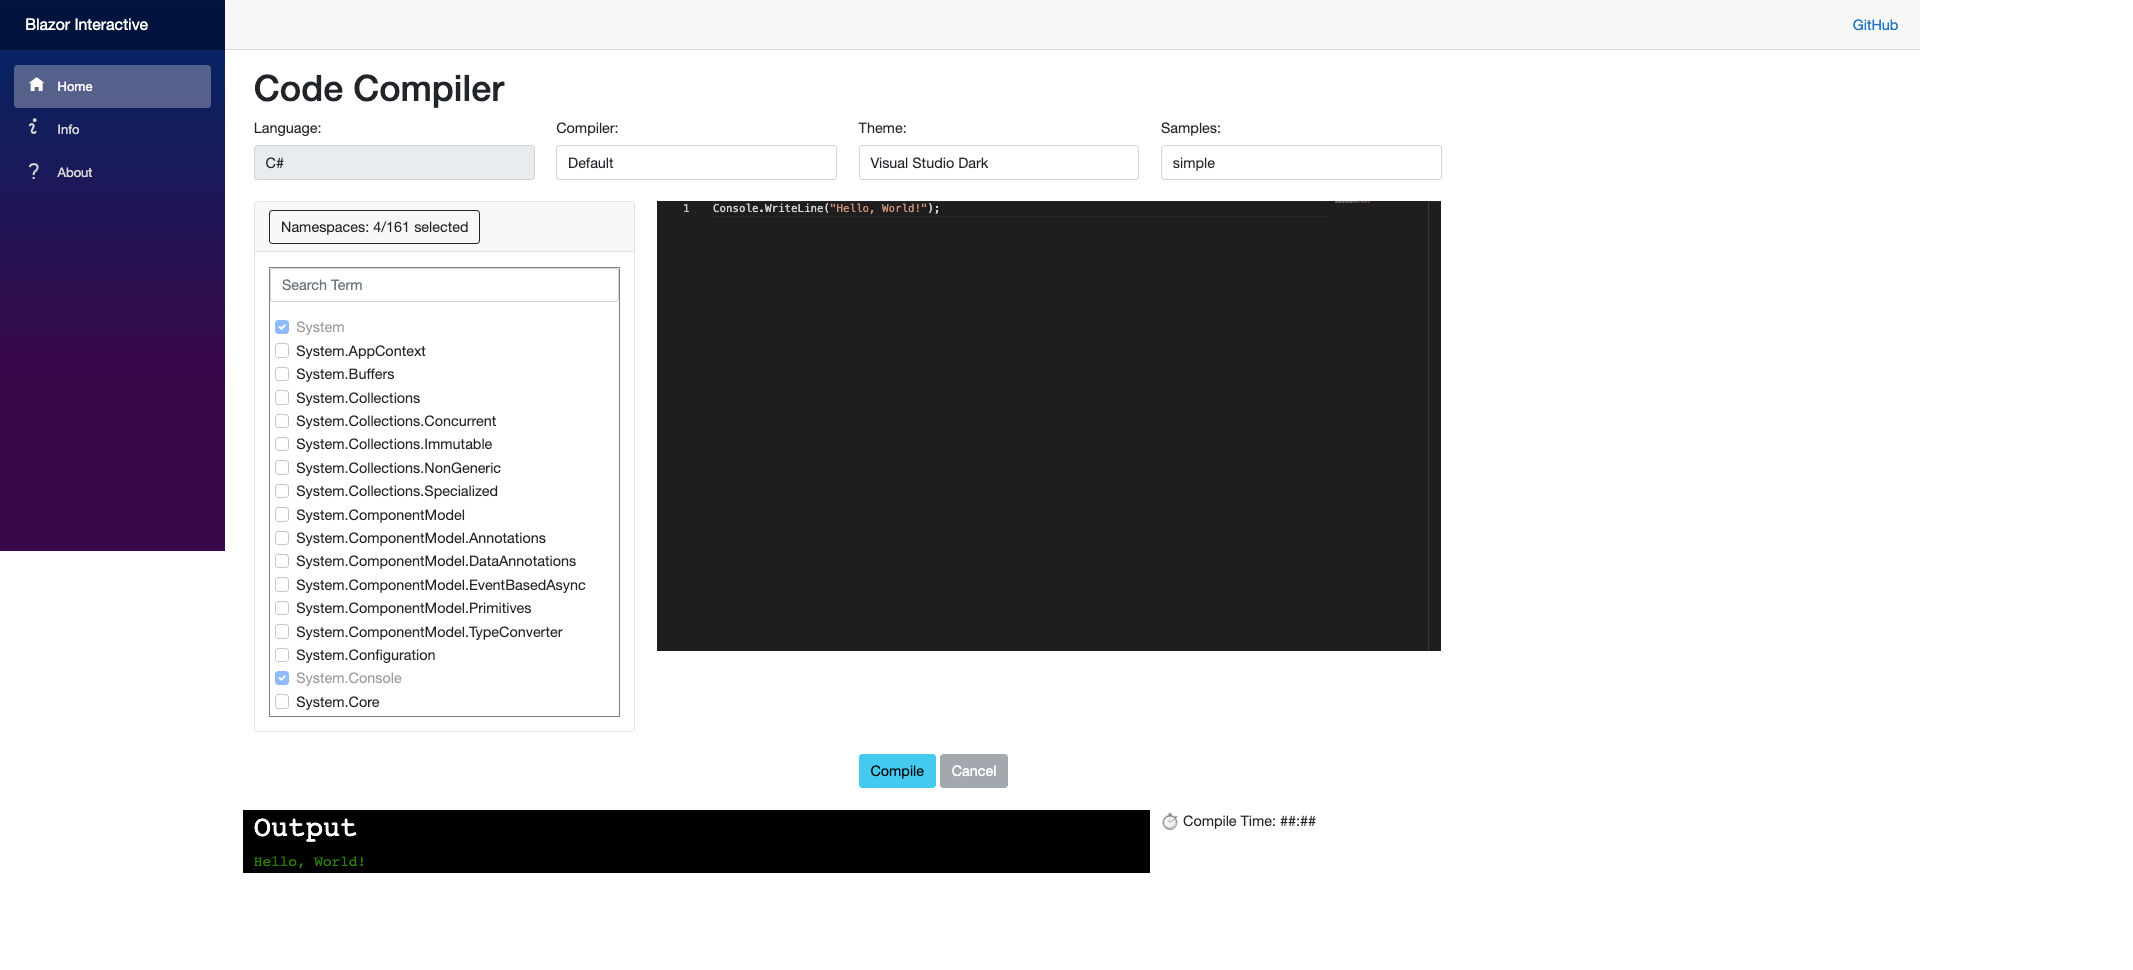 Blazor Interactive
GitHub
Home
Info
About
Code Compiler
Language:
Compiler:
Theme:
Samples:
C#
Default
Visual Studio Dark
simple
Namespaces: 4/161 selected
Search Term
System
System.AppContext
System.Buffers
System.Collections
System.Collections.Concurrent
System.Collections.Immutable
System.Collections.NonGeneric
System.Collections.Specialized
System.ComponentModel
System.ComponentModel.Annotations
System.ComponentModel.DataAnnotations
System.ComponentModel.EventBasedAsync
System.ComponentModel.Primitives
System.ComponentModel.TypeConverter
System.Configuration
System.Console
System.Core
1 Console.WriteLine("Hello, World!");
Compile
Cancel
Output
Hello, World!
Compile Time: ##:##